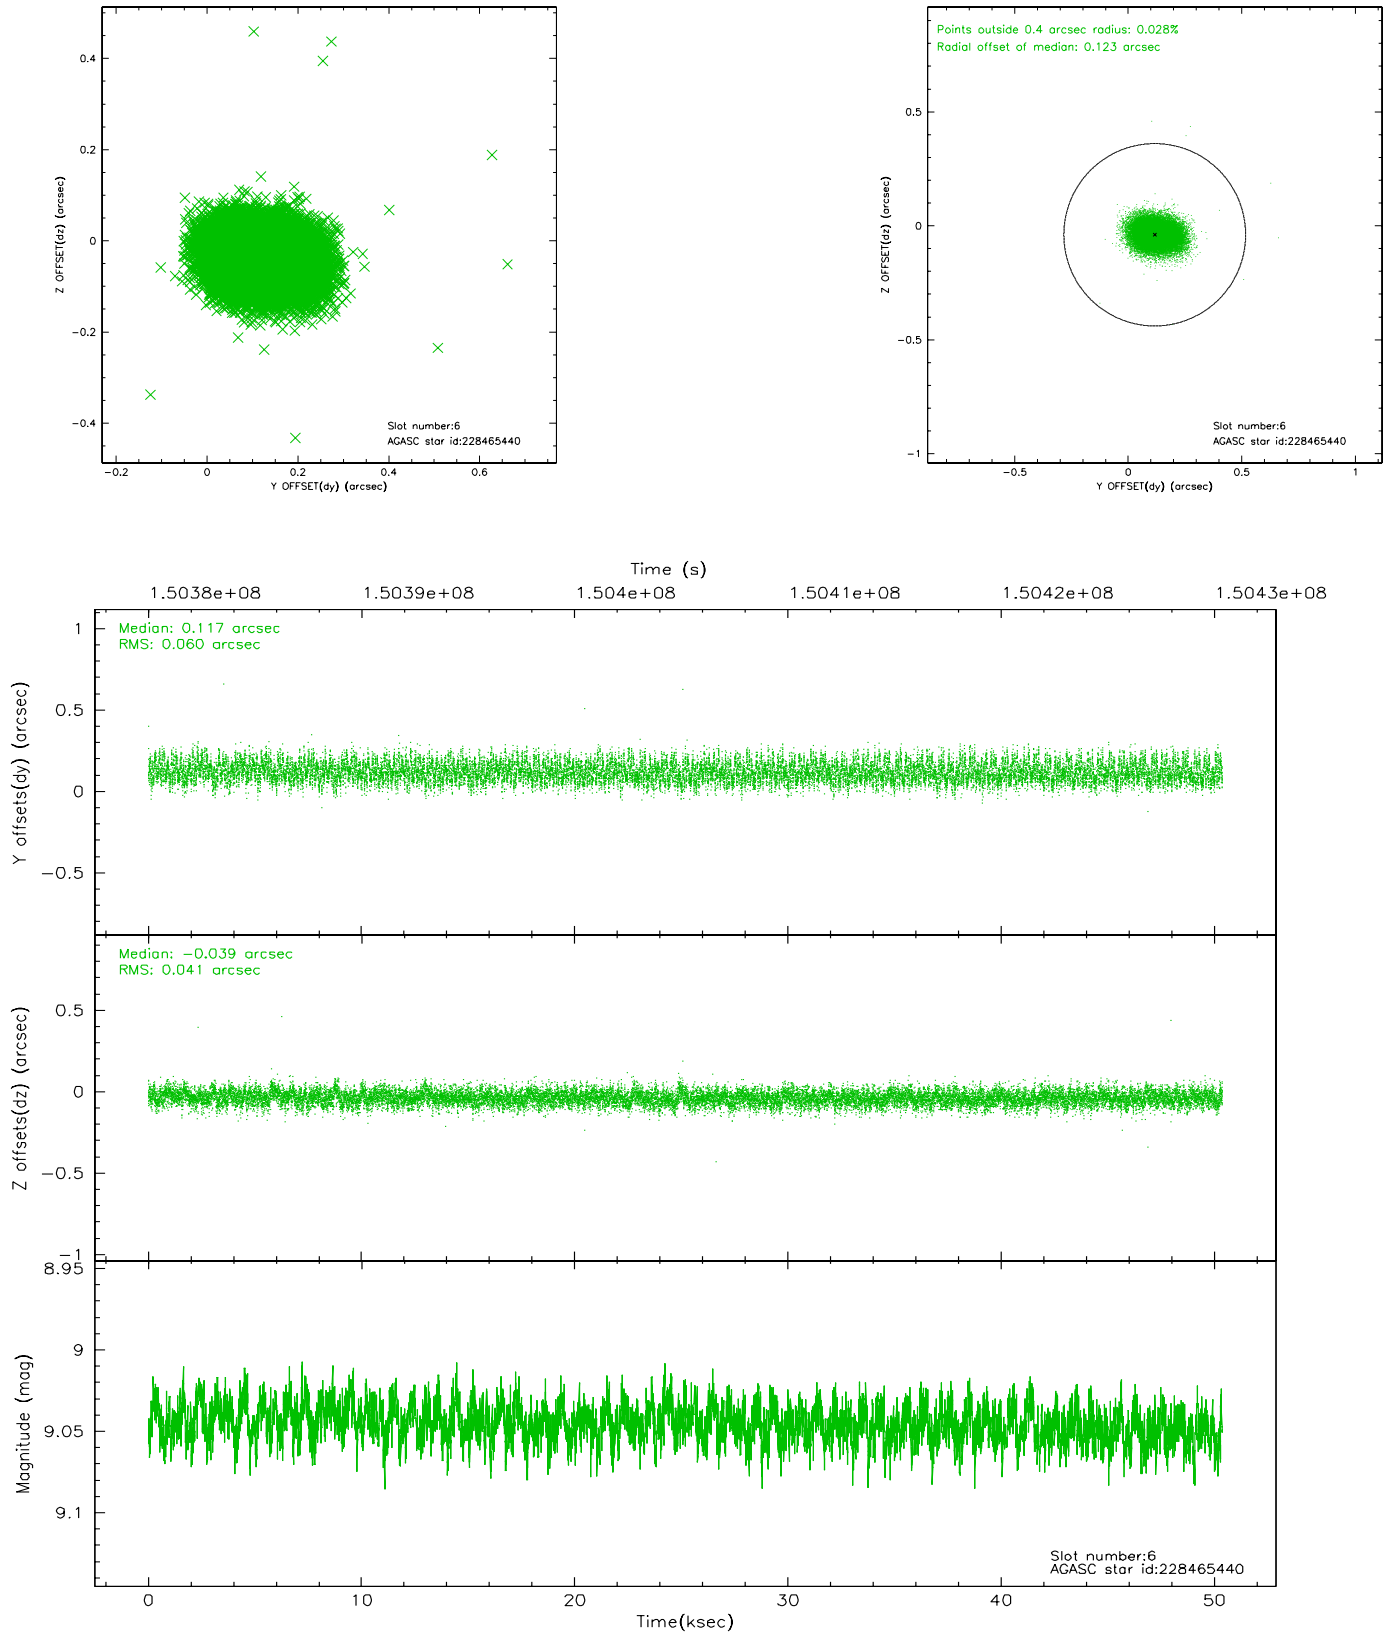 0.4
0.2
0
−0.2
−0.4
Z OFFSET(dz) (arcsec)
Slot number:6
AGASC star id:228465440
−0.2
0
0.2
0.4
0.6
Y OFFSET(dy) (arcsec)
Points outside 0.4 arcsec radius: 0.028%
Radial offset of median: 0.123 arcsec
0.5
0
−0.5
−1
Z OFFSET(dz) (arcsec)
Slot number:6
AGASC star id:228465440
−0.5
0
0.5
1
Y OFFSET(dy) (arcsec)
Time (s)
1.5038e+08
1.5039e+08
1.504e+08
1.5041e+08
1.5042e+08
1.5043e+08
Median: 0.117 arcsec
RMS: 0.060 arcsec
1
0.5
0
−0.5
Y offsets(dy) (arcsec)
Median: −0.039 arcsec
RMS: 0.041 arcsec
0.5
0
−0.5
−1
Z offsets(dz) (arcsec)
8.95
9
9.05
9.1
Magnitude (mag)
Slot number:6
AGASC star id:228465440
0
10
20
30
40
50
Time(ksec)